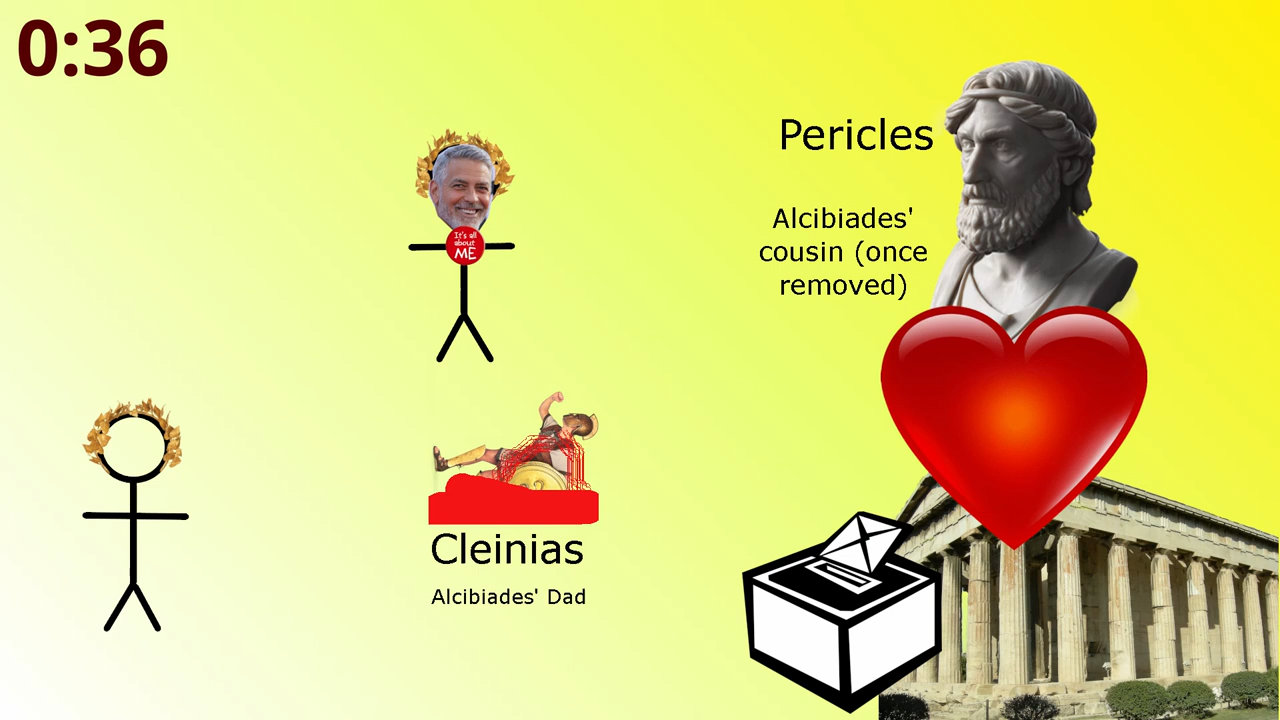 0:36
Pericles
Alcibiades'
cousin (once
removed)
It's all
about
ME
Cleinias
Alcibiades' Dad